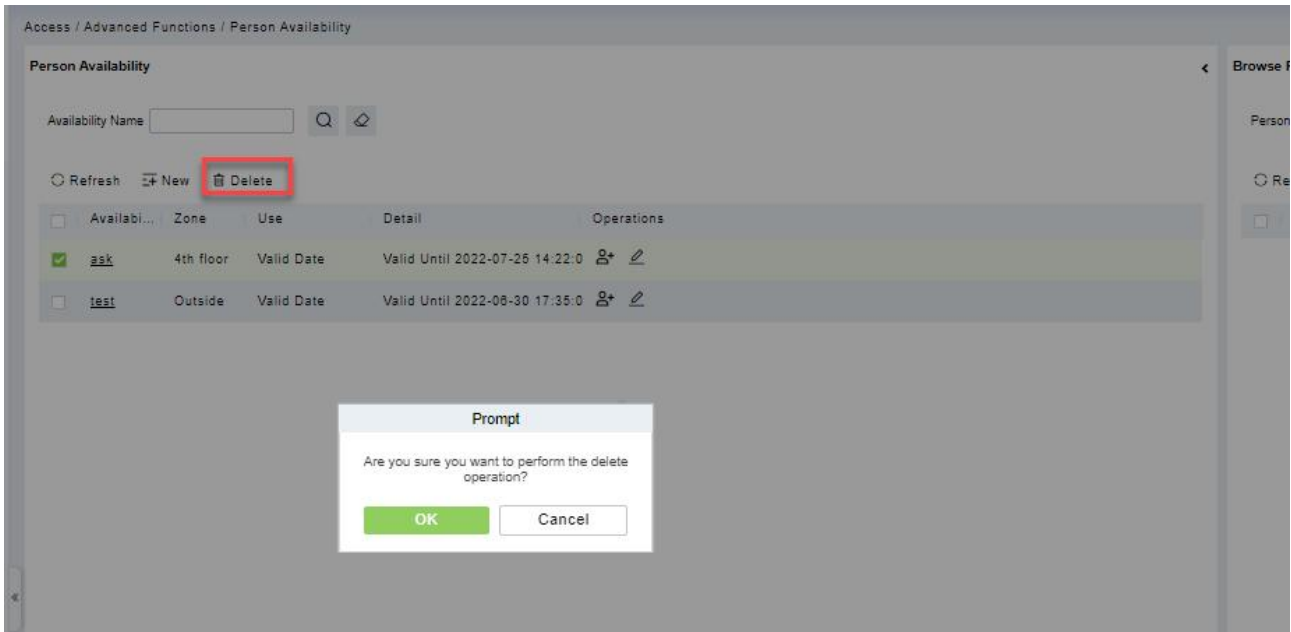 Access / Advanced Functions / Person Availability
Person Availability
Browse
Availability Name
Person
Refresh New Delete
Re
Availabi... Zone Use Detail Operations
ask 4th floor Valid Date Valid Until 2022-07-25 14:22:0
test Outside Valid Date Valid Until 2022-06-30 17:35:0
Prompt
Are you sure you want to perform the delete
operation?
OK Cancel